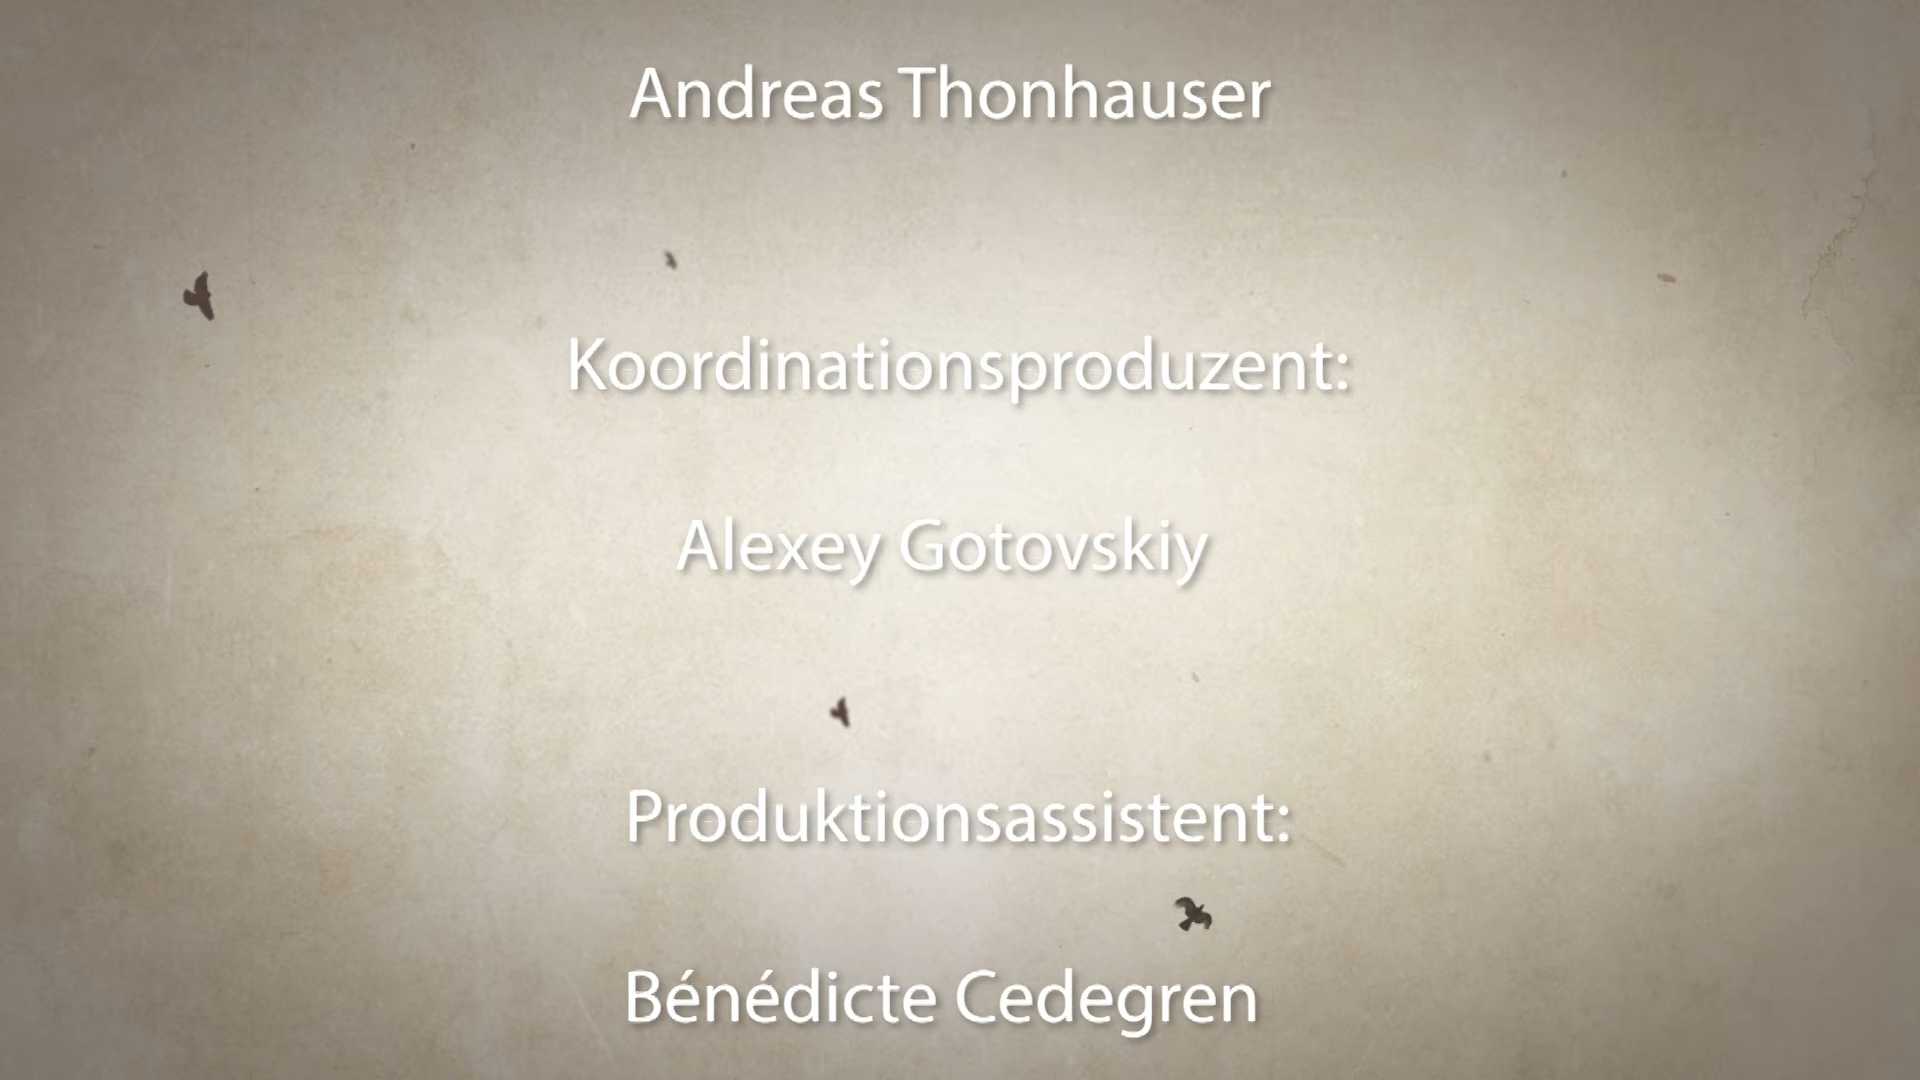 Andreas Thonhauser
Koordinationsproduzent:
Alexey Gotovskiy
Produktionsassistent:
Bénédicte Cedegren